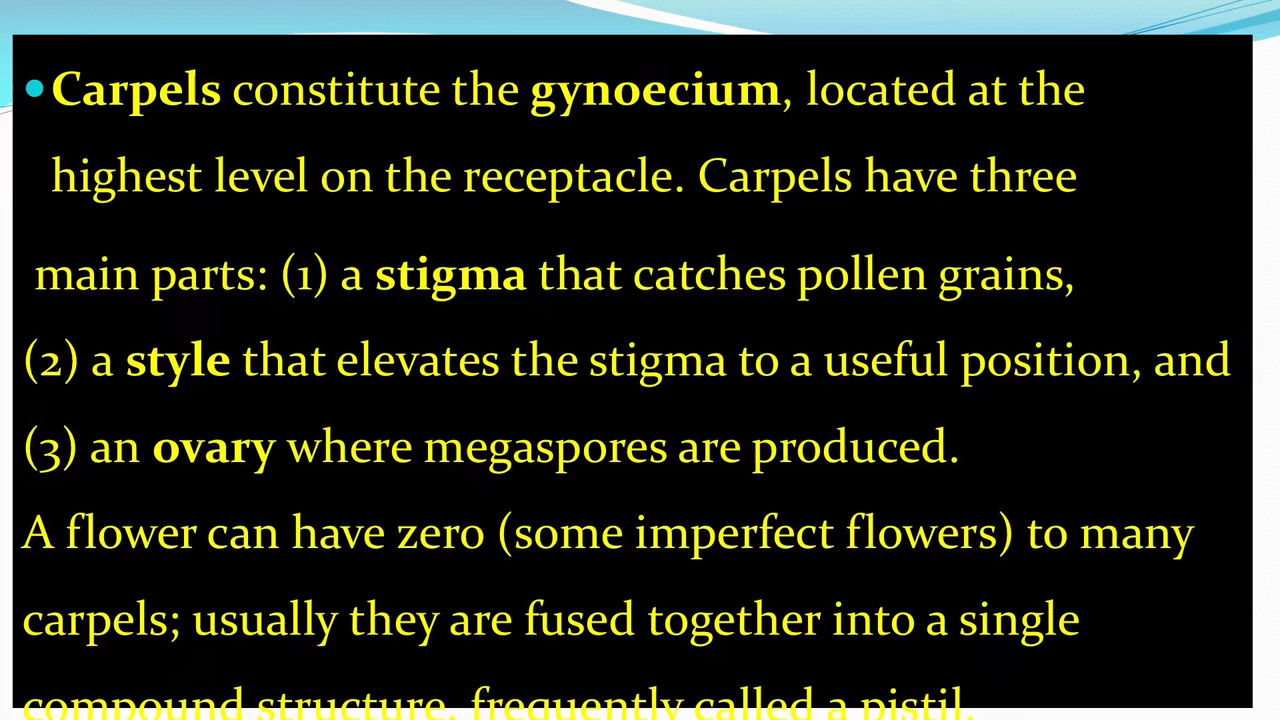 • Carpels constitute the gynoecium, located at the
highest level on the receptacle. Carpels have three
main parts: (1) a stigma that catches pollen grains,
(2) a style that elevates the stigma to a useful position, and
(3) an ovary where megaspores are produced.
A flower can have zero (some imperfect flowers) to many
carpels; usually they are fused together into a single
compound structure, frequently called a pistil.